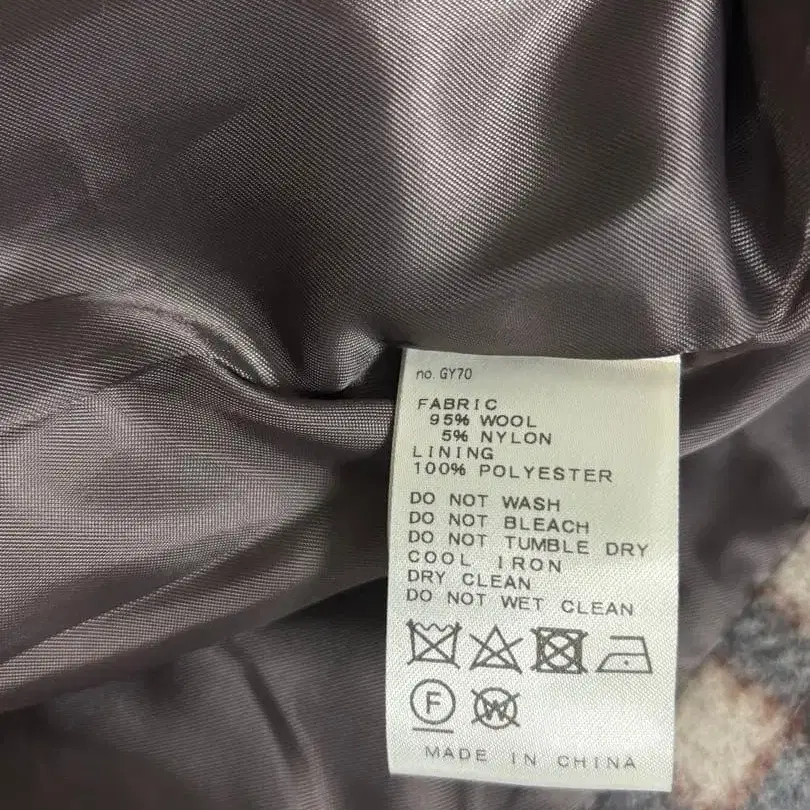 no. GY70
FABRIC
95% WOOL
5% NYLON
LINING
100% POLYESTER
DO NOT WASH
DO NOT BLEACH
DO NOT TUMBLE DRY
COOL IRON
DRY CLEAN
DO NOT WET CLEAN
F W
MADE IN CHINA